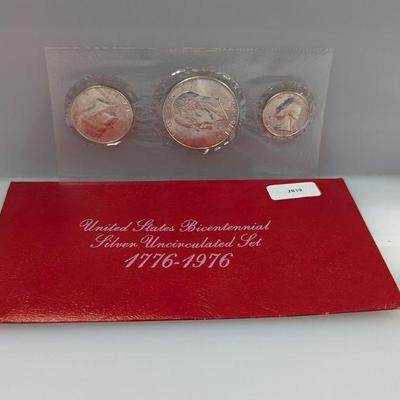 2819
United States Bicentennial
Silver Uncirculated Set
1776-1976